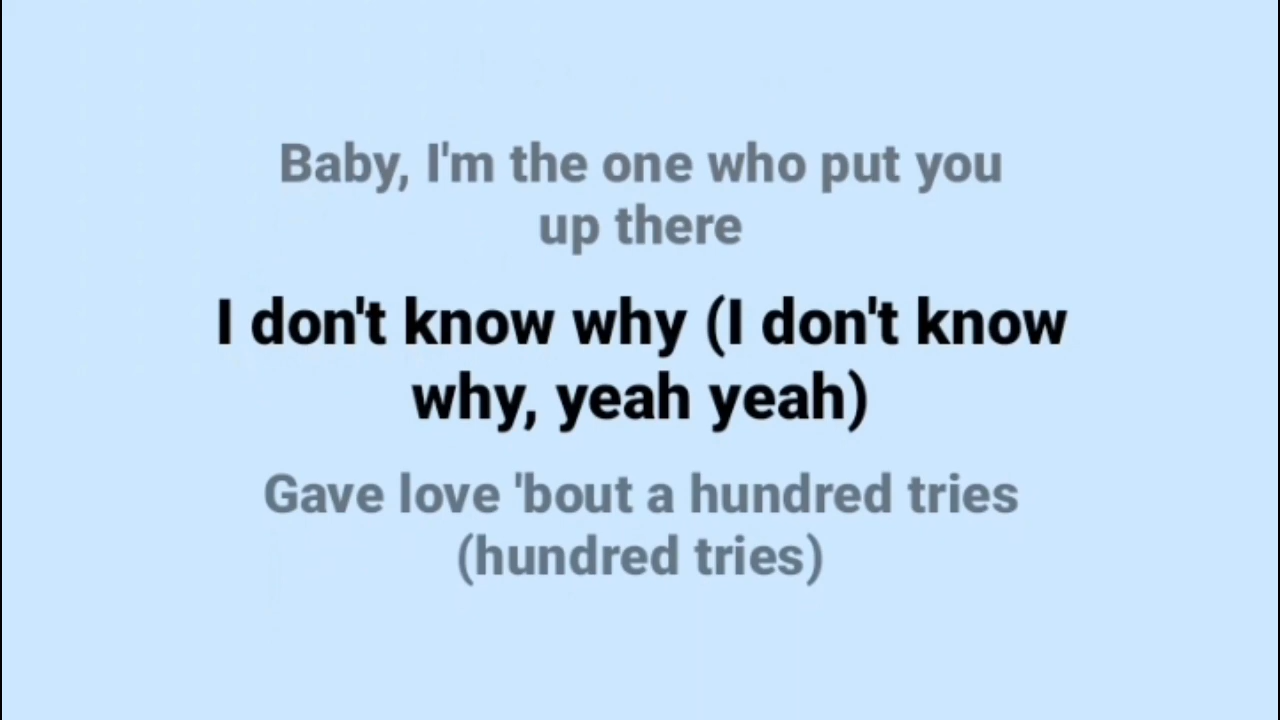 Baby, I'm the one who put you
up there
I don't know why (I don't know
why, yeah yeah)
Gave love 'bout a hundred tries
(hundred tries)